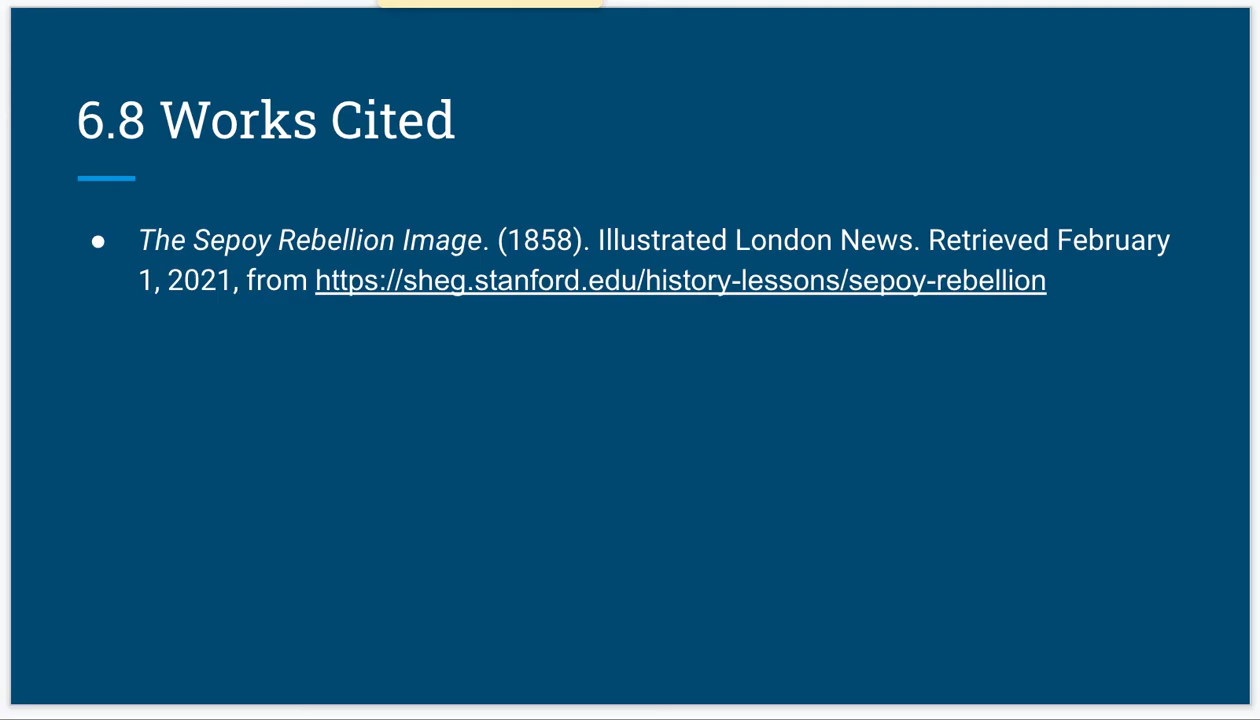 6.8 Works Cited
● The Sepoy Rebellion Image. (1858). Illustrated London News. Retrieved February
1, 2021, from https://sheg.stanford.edu/history-lessons/sepoy-rebellion